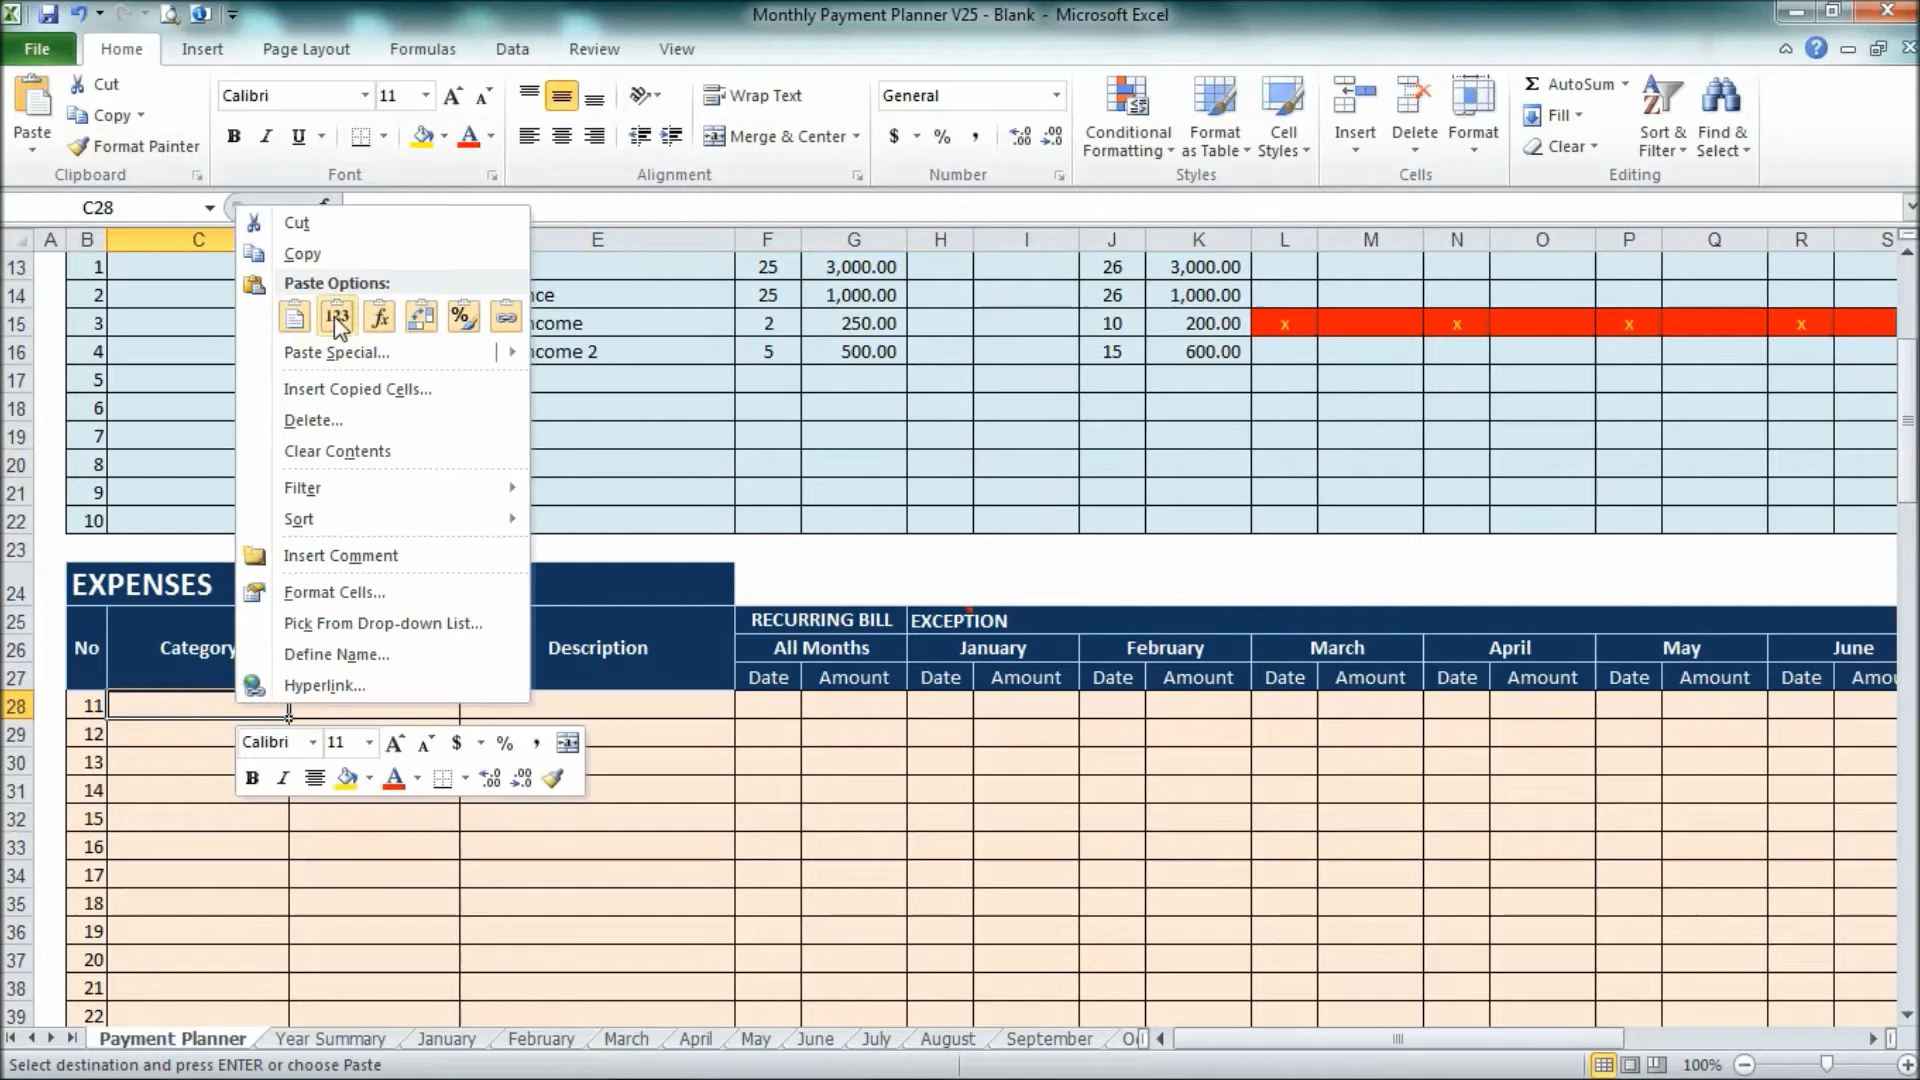 Monthly Payment Planner V25 - Blank - Microsoft Excel
File Home Insert Page Layout Formulas Data Review View
Cut
Copy
Format Painter
Paste
Clipboard
Calibri 11
B I U
Font
Wrap Text
Merge & Center
Alignment
General
$ % ,
Number
Conditional Formatting
Format as Table
Cell Styles
Styles
Insert Delete Format
Cells
AutoSum
Fill
Clear
Sort & Filter
Find & Select
Editing
C28
Cut
Copy
Paste Options:
123
Paste Special...
Insert Copied Cells...
Delete...
Clear Contents
Filter
Sort
Insert Comment
Format Cells...
Pick From Drop-down List...
Define Name...
Hyperlink...
Calibri 11 A A $ % ,
B I A
A B C E F G H I J K L M N O P Q R S
13 1 25 3,000.00 26 3,000.00
14 2 nce 25 1,000.00 26 1,000.00
15 3 ncome 2 250.00 10 200.00 x x x x
16 4 ncome 2 5 500.00 15 600.00
17 5
18 6
19 7
20 8
21 9
22 10
23
24 EXPENSES
25 RECURRING BILL EXCEPTION
26 No Category Description All Months January February March April May June
27 Date Amount Date Amount Date Amount Date Amount Date Amount Date Amount Date Amou
28 11
29 12
30 13
31 14
32 15
33 16
34 17
35 18
36 19
37 20
38 21
39 22
Payment Planner Year Summary January February March April May June July August September O
Select destination and press ENTER or choose Paste 100%